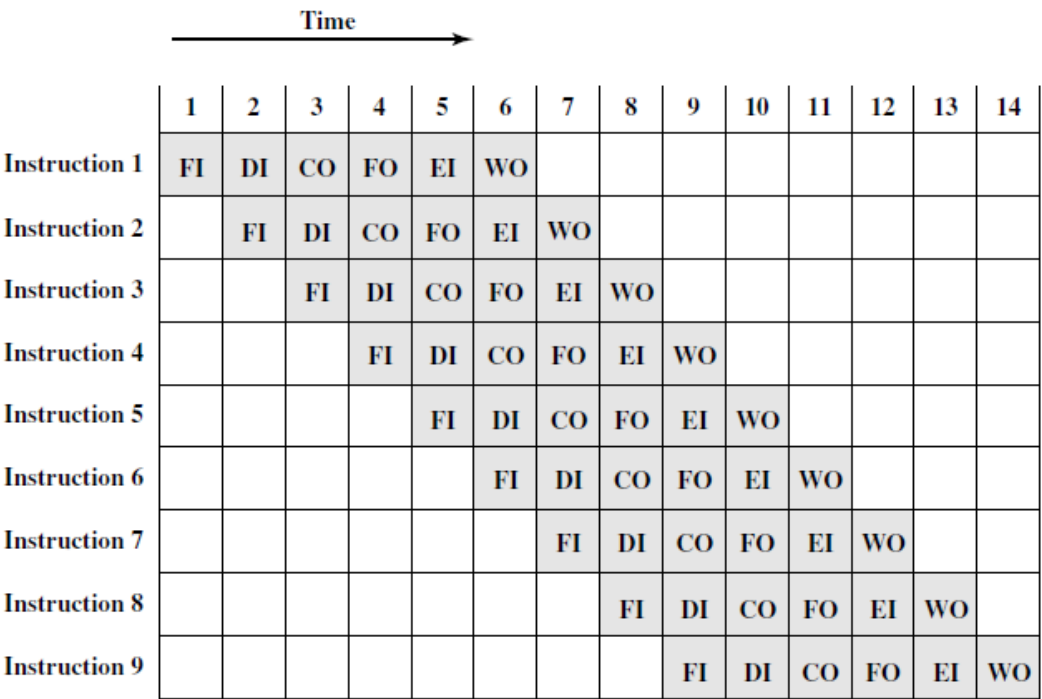 Time
1 2 3 4 5 6 7 8 9 10 11 12 13 14
Instruction 1 FI DI CO FO EI WO
Instruction 2 FI DI CO FO EI WO
Instruction 3 FI DI CO FO EI WO
Instruction 4 FI DI CO FO EI WO
Instruction 5 FI DI CO FO EI WO
Instruction 6 FI DI CO FO EI WO
Instruction 7 FI DI CO FO EI WO
Instruction 8 FI DI CO FO EI WO
Instruction 9 FI DI CO FO EI WO